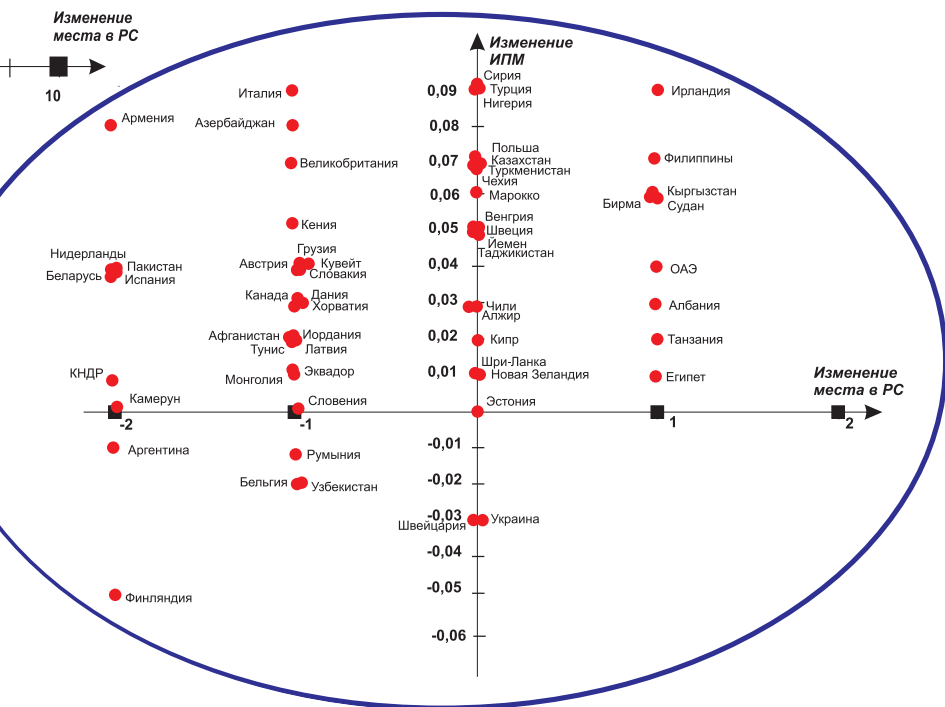 Изменение
места в РС
10
Изменение
ИПМ
Сирия
Турция
Нигерия
0,09
Италия
Ирландия
Армения
Азербайджан
0,08
Польша
Казахстан
Туркменистан
Чехия
0,07
Великобритания
Филиппины
0,06
Марокко
Кыргызстан
Бирма
Судан
Кения
Венгрия
0,05
Швеция
Йемен
Таджикистан
Нидерланды
Пакистан
Беларусь
Испания
Грузия
Австрия
Кувейт
Словакия
0,04
ОАЭ
Канада
Дания
Хорватия
0,03
Чили
Алжир
Албания
Афганистан
Иордания
Тунис
Латвия
0,02
Кипр
Танзания
КНДР
Эквадор
Монголия
0,01
Шри-Ланка
Новая Зеландия
Египет
Изменение
места в РС
Камерун
Словения
Эстония
-2
-1
1
2
Аргентина
Румыния
-0,01
Бельгия
Узбекистан
-0,02
-0,03
Швейцария
Украина
-0,04
-0,05
Финляндия
-0,06